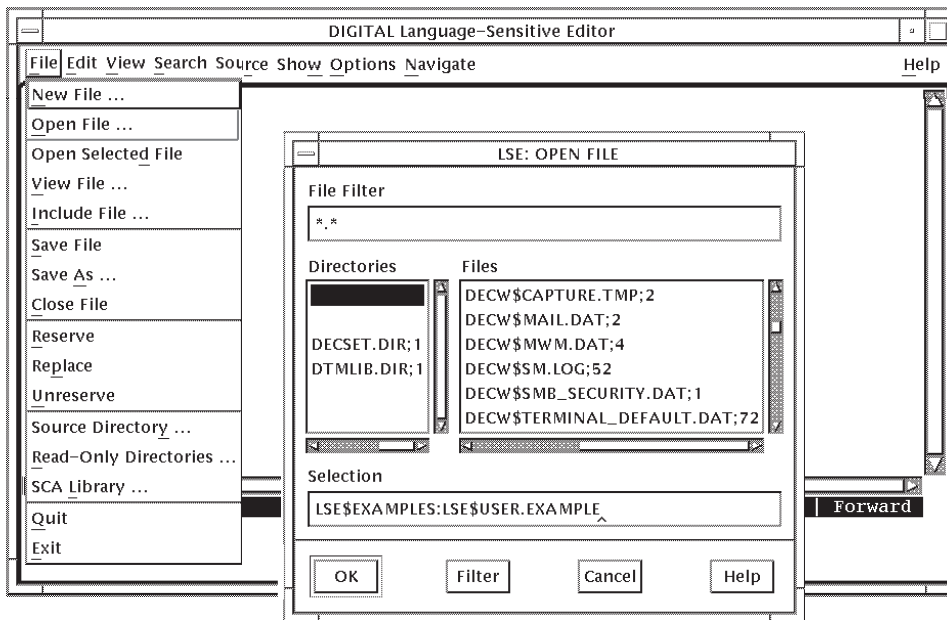 DIGITAL Language-Sensitive Editor
File Edit View Search Source Show Options Navigate Help
New File ...
Open File ...
Open Selected File
View File ...
Include File ...
Save File
Save As ...
Close File
Reserve
Replace
Unreserve
Source Directory ...
Read-Only Directories ...
SCA Library ...
Quit
Exit
LSE: OPEN FILE
File Filter
*.*
Directories
DECSET.DIR;1
DTMLIB.DIR;1
Files
DECW$CAPTURE.TMP;2
DECW$MAIL.DAT;2
DECW$MWM.DAT;4
DECW$SM.LOG;52
DECW$SMB_SECURITY.DAT;1
DECW$TERMINAL_DEFAULT.DAT;72
Selection
LSE$EXAMPLES:LSE$USER.EXAMPLE
OK Filter Cancel Help
Forward